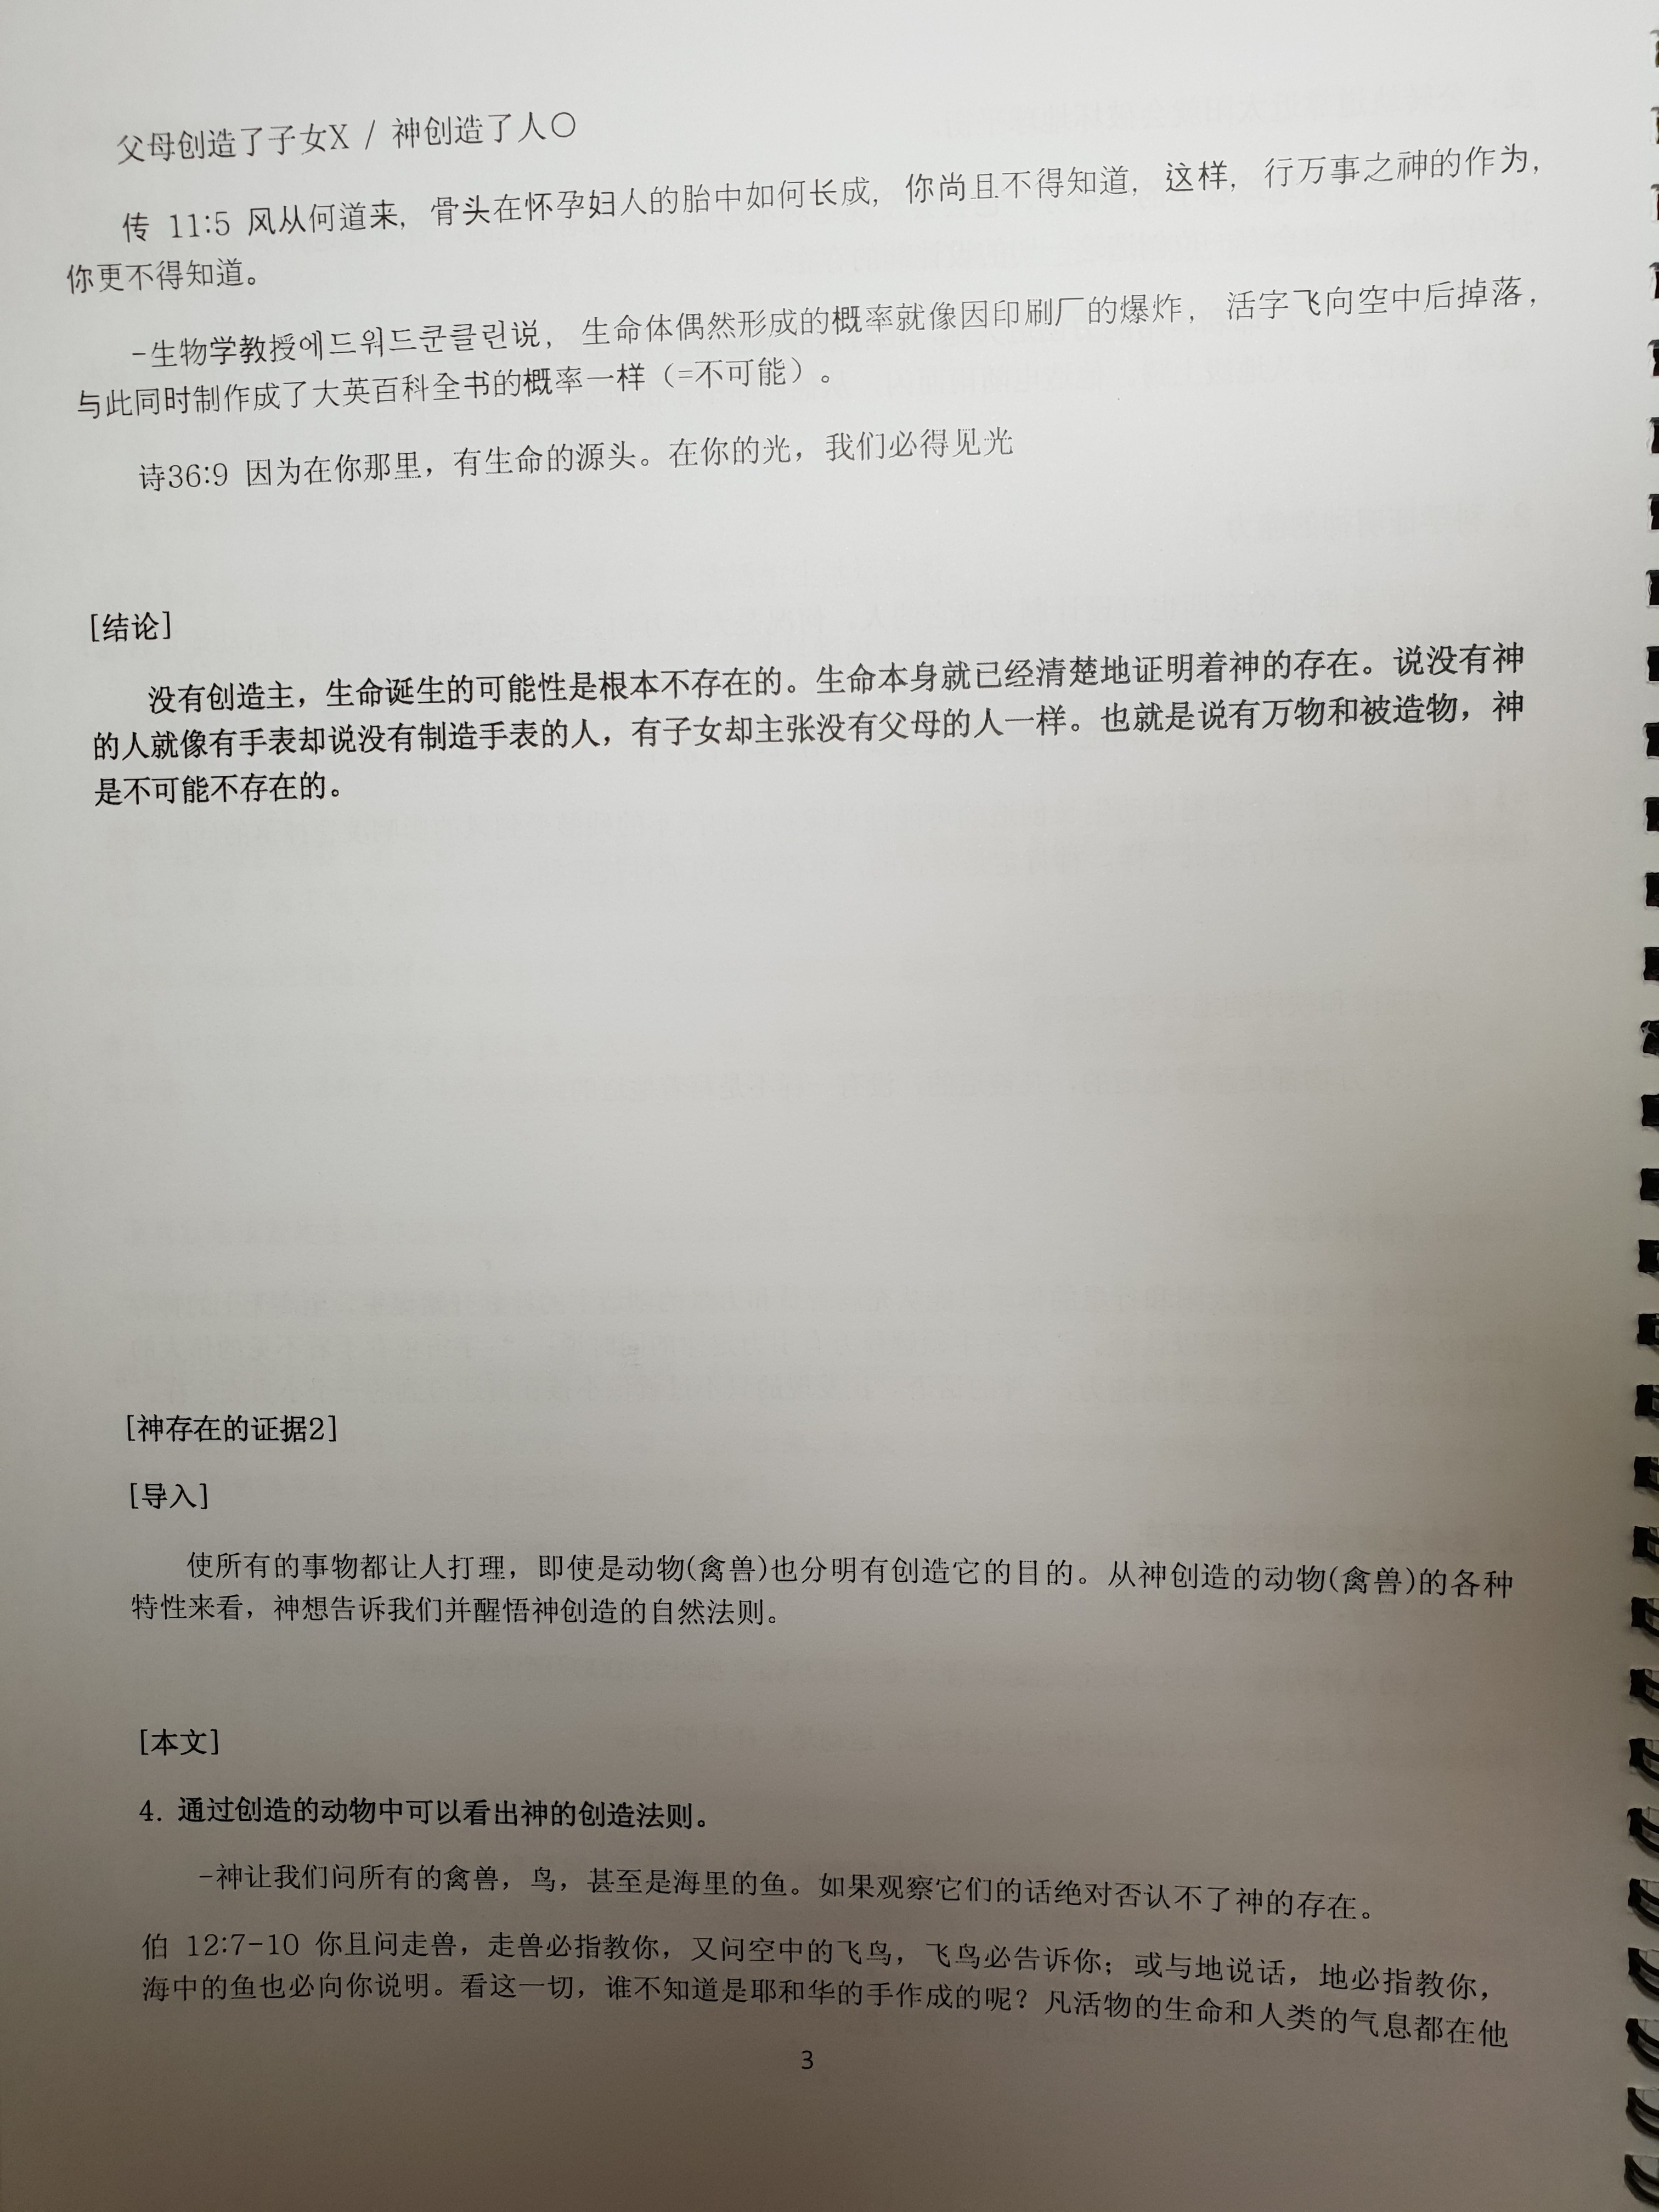 父母创造了子女X / 神创造了人〇
传 11:5 风从何道来, 骨头在怀孕妇人的胎中如何长成, 你尚且不得知道, 这样, 行万事之神的作为,
你更不得知道。
-生物学教授에드워드쿤클린说, 生命体偶然形成的概率就像因印刷厂的爆炸, 活字飞向空中后掉落,
与此同时制作成了大英百科全书的概率一样（=不可能）。
诗36:9 因为在你那里，有生命的源头。在你的光，我们必得见光
[结论]
没有创造主，生命诞生的可能性是根本不存在的。生命本身就已经清楚地证明着神的存在。说没有神
的人就像有手表却说没有制造手表的人，有子女却主张没有父母的人一样。也就是说有万物和被造物，神
是不可能不存在的。
[神存在的证据2]
[导入]
使所有的事物都让人打理，即使是动物(禽兽)也分明有创造它的目的。从神创造的动物(禽兽)的各种
特性来看，神想告诉我们并醒悟神创造的自然法则。
[本文]
4. 通过创造的动物中可以看出神的创造法则。
-神让我们问所有的禽兽，鸟，甚至是海里的鱼。如果观察它们的话绝对否认不了神的存在。
伯 12:7-10 你且问走兽，走兽必指教你，又问空中的飞鸟，飞鸟必告诉你；或与地说话，地必指教你，
海中的鱼也必向你说明。看这一切，谁不知道是耶和华的手作成的呢？凡活物的生命和人类的气息都在他
3